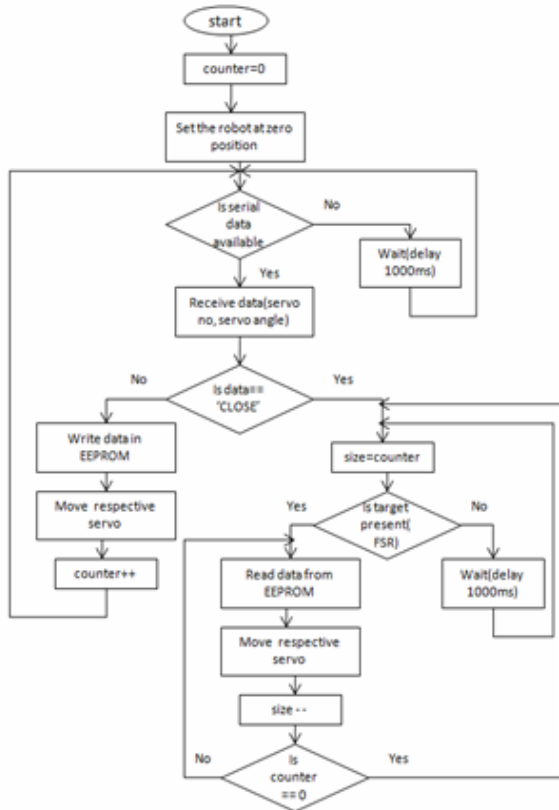 start
counter=0
Set the robot at zero
position
Is serial
data
available
No
Wait(delay
1000ms)
Yes
Receive data(servo
no, servo angle)
Is data==
"CLOSE"
No
Yes
Write data in
EEPROM
size=counter
Move respective
servo
Is target
present(
FSR)
Yes
No
counter++
Read data from
EEPROM
Wait(delay
1000ms)
Move respective
servo
size - -
Is
counter
== 0
No
Yes